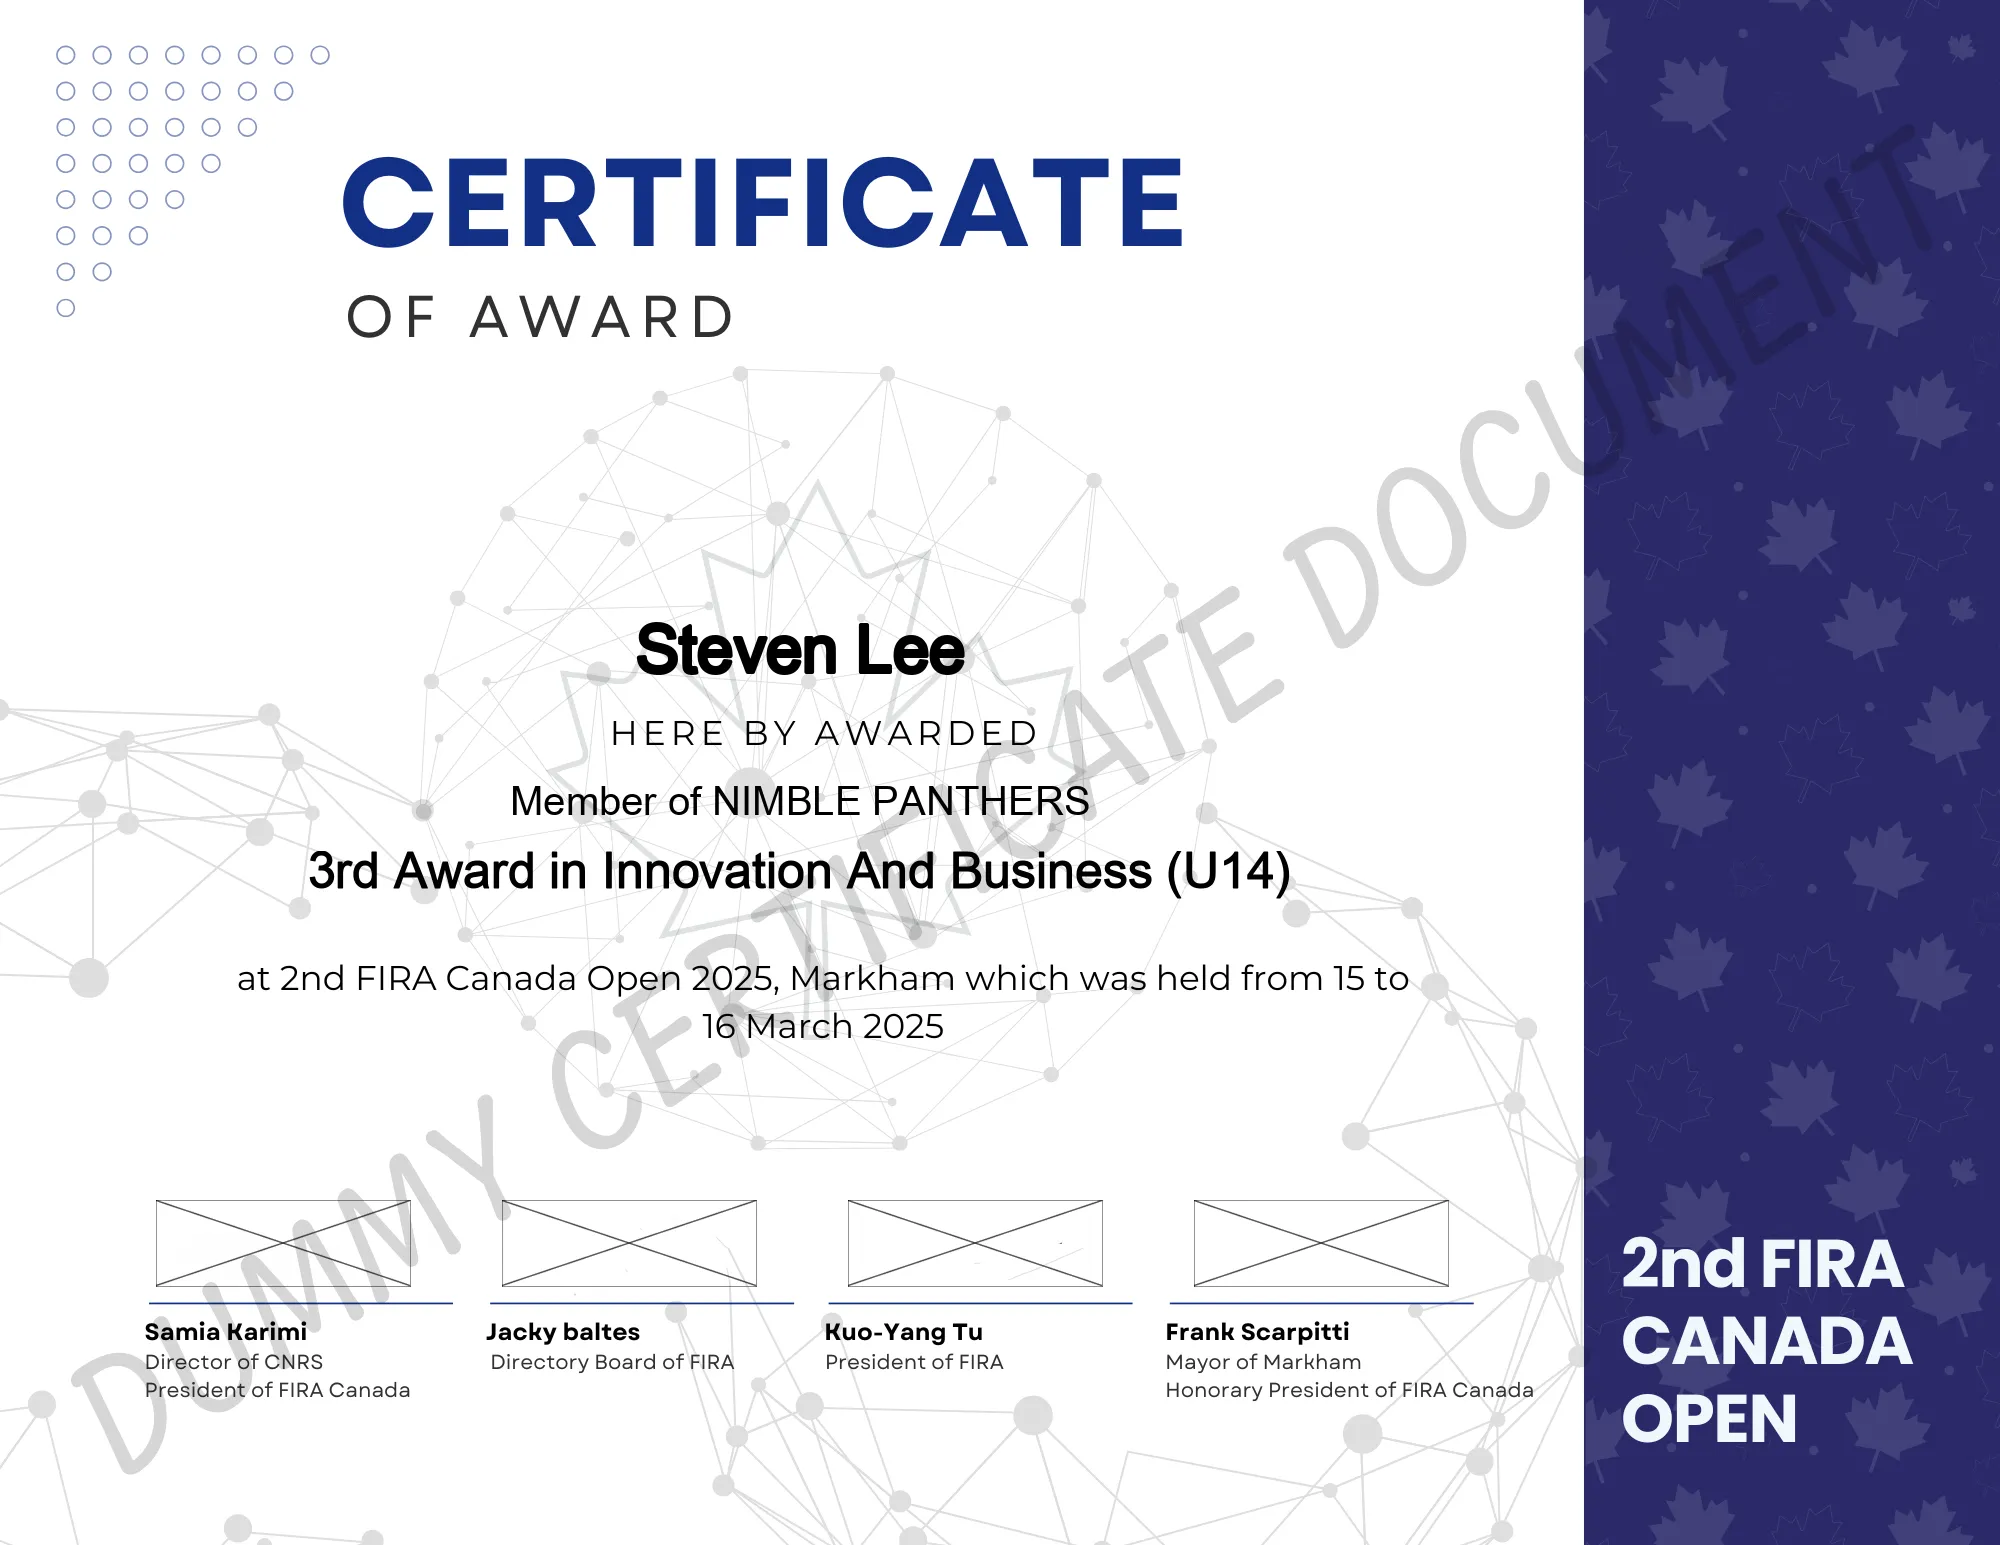 CERTIFICATE
OF AWARD
Steven Lee
HERE BY AWARDED
Member of NIMBLE PANTHERS
3rd Award in Innovation And Business (U14)
at 2nd FIRA Canada Open 2025, Markham which was held from 15 to
16 March 2025
DUMMY CERTIFICATE DOCUMENT
Samia Karimi
Director of CNRS
President of FIRA Canada
Jacky baltes
Directory Board of FIRA
Kuo-Yang Tu
President of FIRA
Frank Scarpitti
Mayor of Markham
Honorary President of FIRA Canada
2nd FIRA
CANADA
OPEN